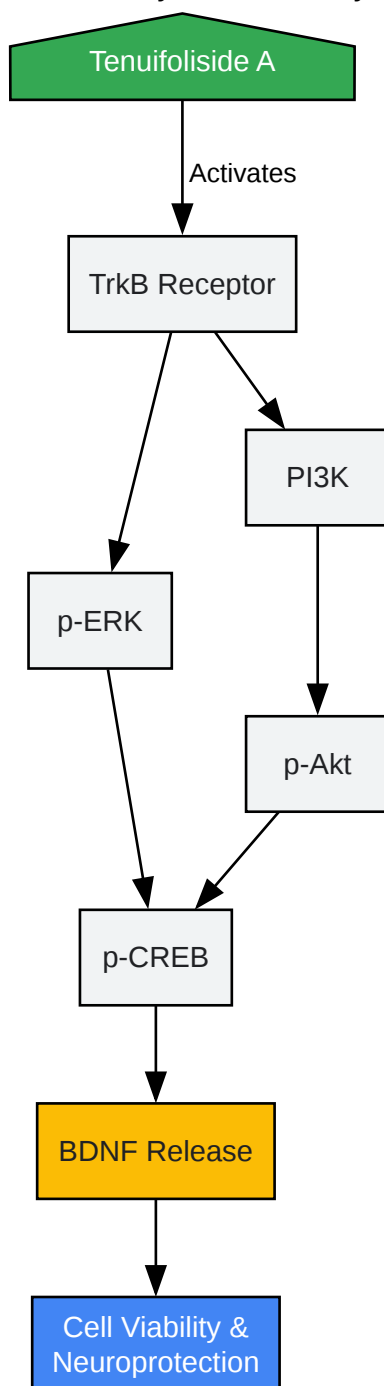 Tenuifoliside A
Activates
TrkB Receptor
PI3K
p-ERK
p-Akt
p-CREB
BDNF Release
Cell Viability &
Neuroprotection